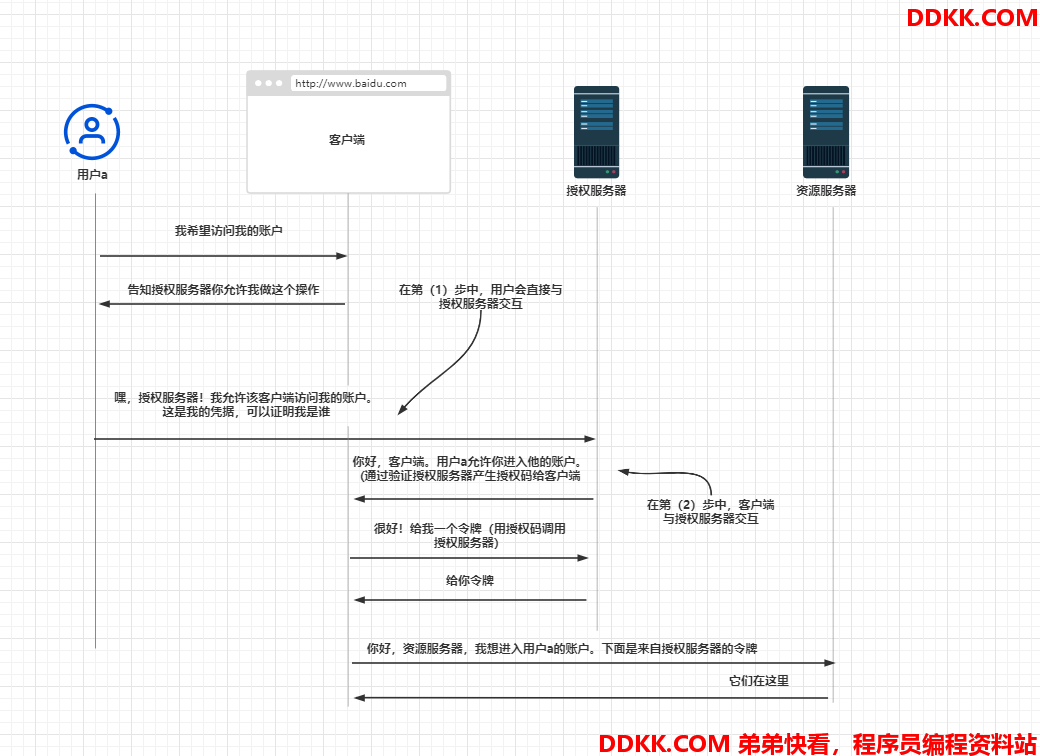 DDKK.COM
http://www.baidu.com
客户端
用户a
授权服务器
资源服务器
我希望访问我的账户
告知授权服务器你允许我做这个操作
在第（1）步中，用户会直接与
授权服务器交互
嘿，授权服务器！我允许该客户端访问我的账户。
这是我的凭据，可以证明我是谁
你好，客户端。用户a允许你进入他的账户。
(通过验证授权服务器产生授权码给客户端
在第（2）步中，客户端
与授权服务器交互
很好！给我一个令牌（用授权码调用
授权服务器）
给你令牌
你好，资源服务器，我想进入用户a的账户。下面是来自授权服务器的令牌
它们在这里
DDKK.COM 弟弟快看，程序员编程资料站